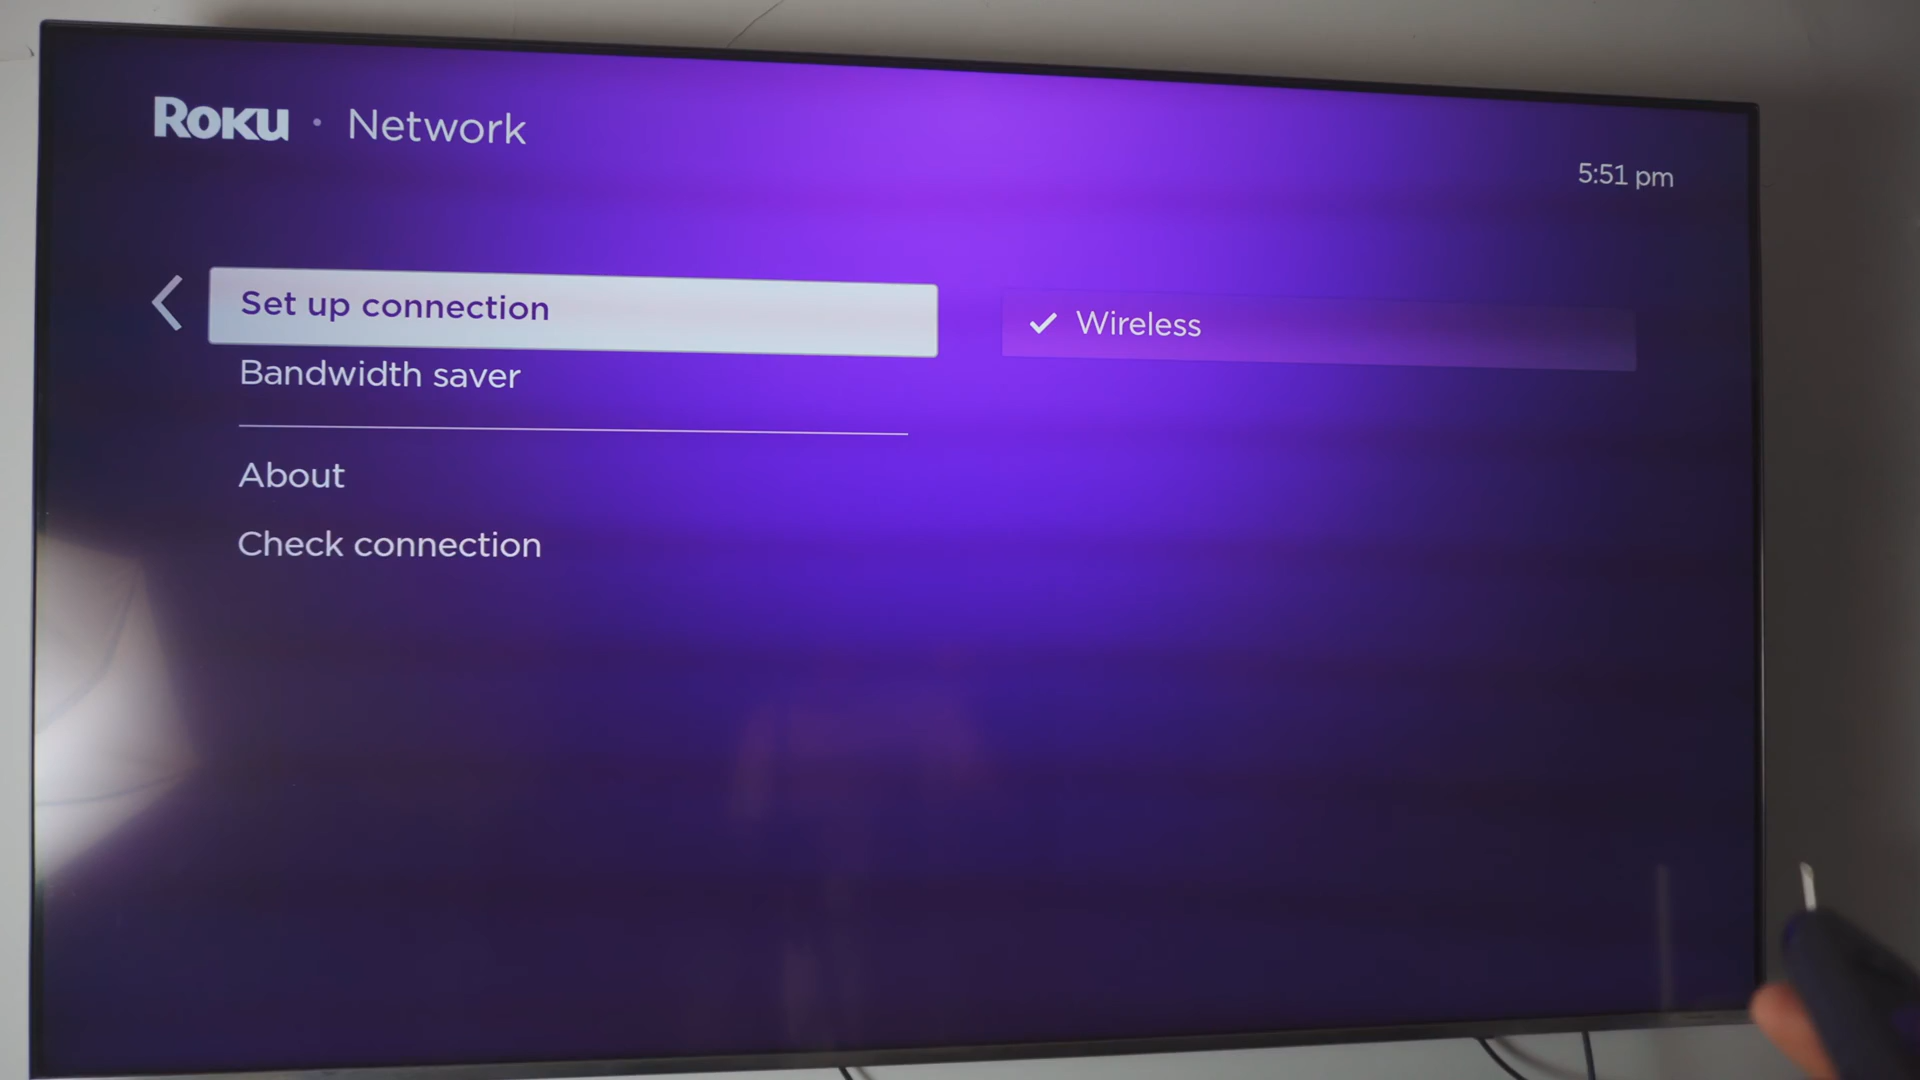 Roku · Network
5:51 pm
Set up connection
Wireless
Bandwidth saver
About
Check connection